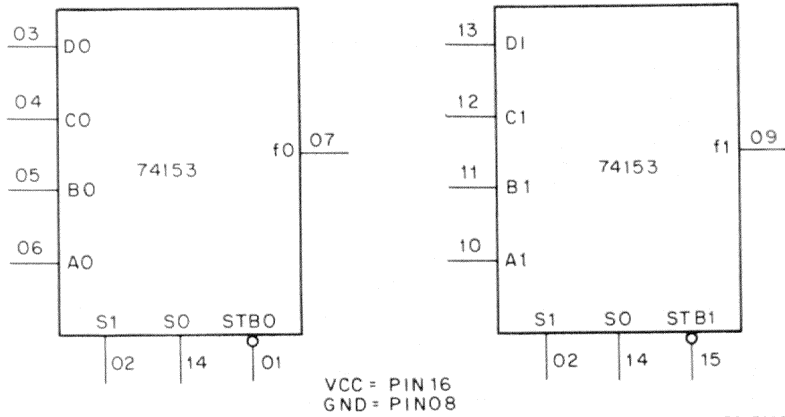 03 D0
04 C0
05 B0
06 A0
74153
f0 07
S1 S0 STB0
02 14 01
13 D1
12 C1
11 B1
10 A1
74153
f1 09
S1 S0 STB1
02 14 15
VCC = PIN 16
GND = PIN08